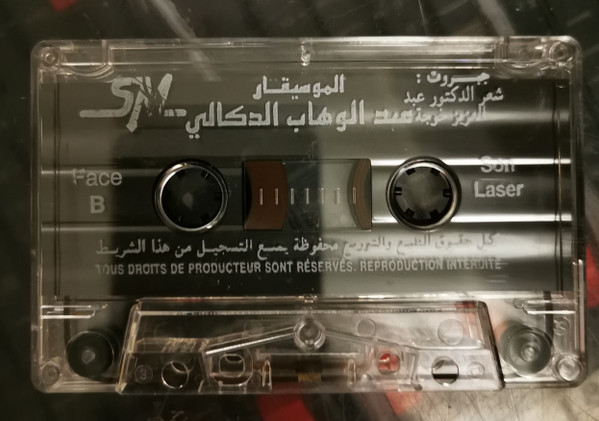 SM
الموسيقار
عبد الوهاب الدكالي
جروت :
شعر الدكتور عبد
العزيز خوجة
Face
B
Son
Laser
كل حقوق النسخ والتوزيع محفوظة يمنع التسجيل من هذا الشريط
TOUS DROITS DE PRODUCTEUR SONT RÉSERVÉS. REPRODUCTION INTERDITE